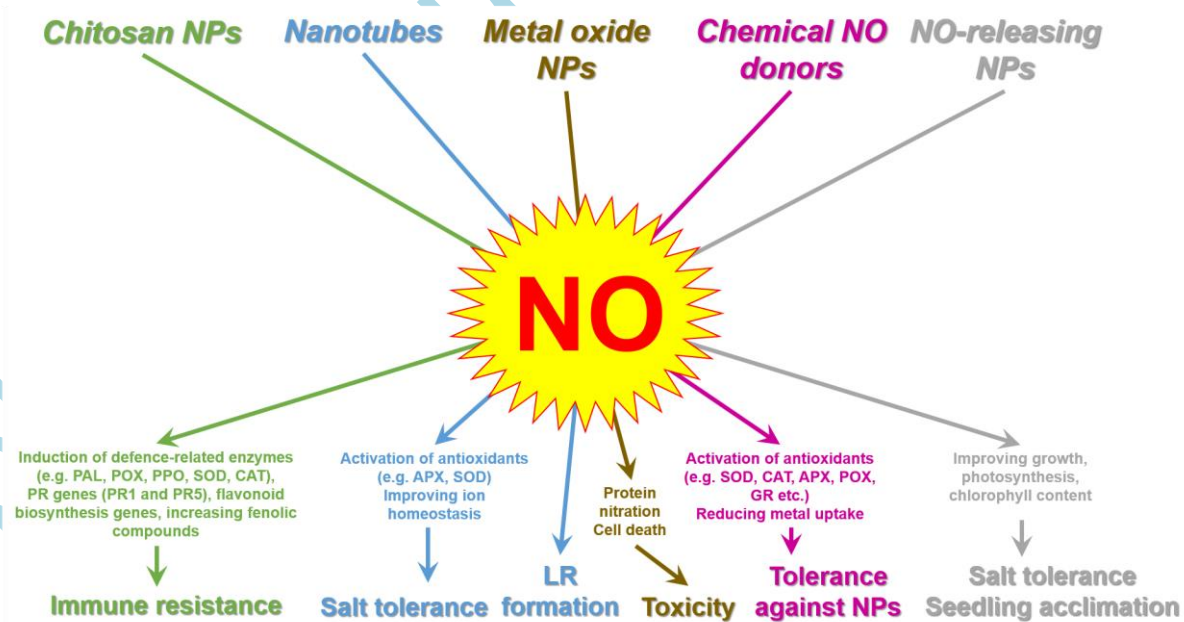 Chitosan NPs
Nanotubes
Metal oxide
NPs
Chemical NO
donors
NO-releasing
NPs
NO
Induction of defence-related enzymes
(e.g. PAL, POX, PPO, SOD, CAT),
PR genes (PR1 and PR5), flavonoid
biosynthesis genes, increasing fenolic
compounds
Immune resistance
Activation of antioxidants
(e.g. APX, SOD)
Improving ion
homeostasis
Salt tolerance
LR
formation
Protein
nitration
Cell death
Toxicity
Activation of antioxidants
(e.g. SOD, CAT, APX, POX,
GR etc.)
Reducing metal uptake
Tolerance
against NPs
Improving growth,
photosynthesis,
chlorophyll content
Salt tolerance
Seedling acclimation